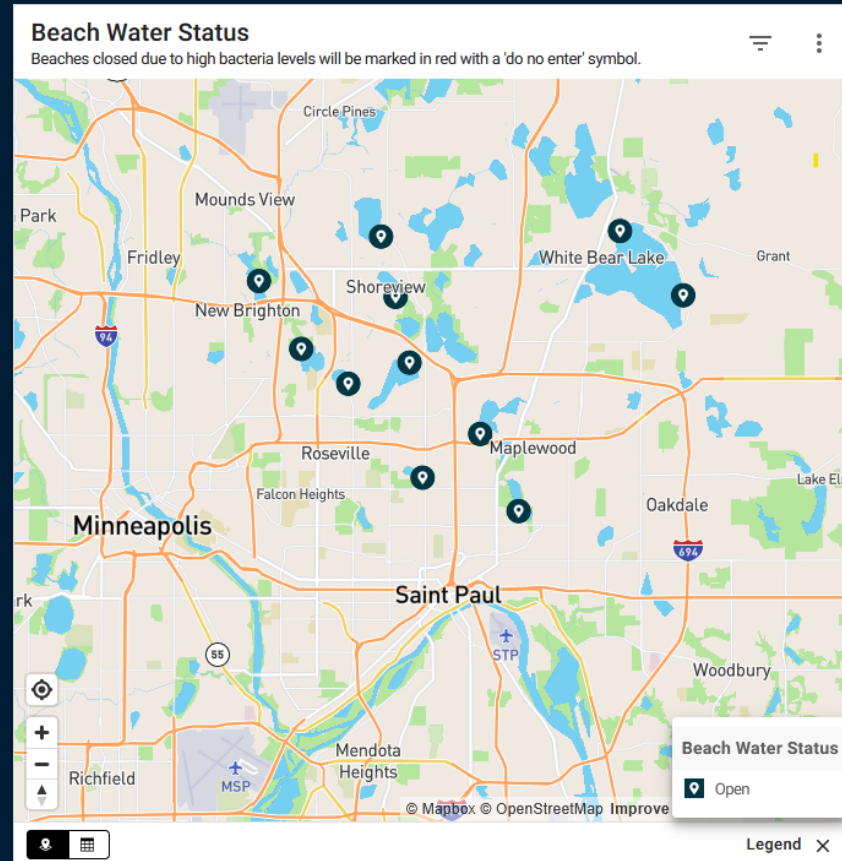 Beach Water Status
Beaches closed due to high bacteria levels will be marked in red with a 'do no enter' symbol.
Circle Pines
Mounds View
Park
Fridley
White Bear Lake
Grant
Shoreview
New Brighton
94
Roseville
Maplewood
Falcon Heights
Lake El
Oakdale
Minneapolis
694
Saint Paul
rk
55
STP
Woodbury
Mendota
Heights
MSP
Richfield
Beach Water Status
Open
© Mapbox © OpenStreetMap Improve
Legend